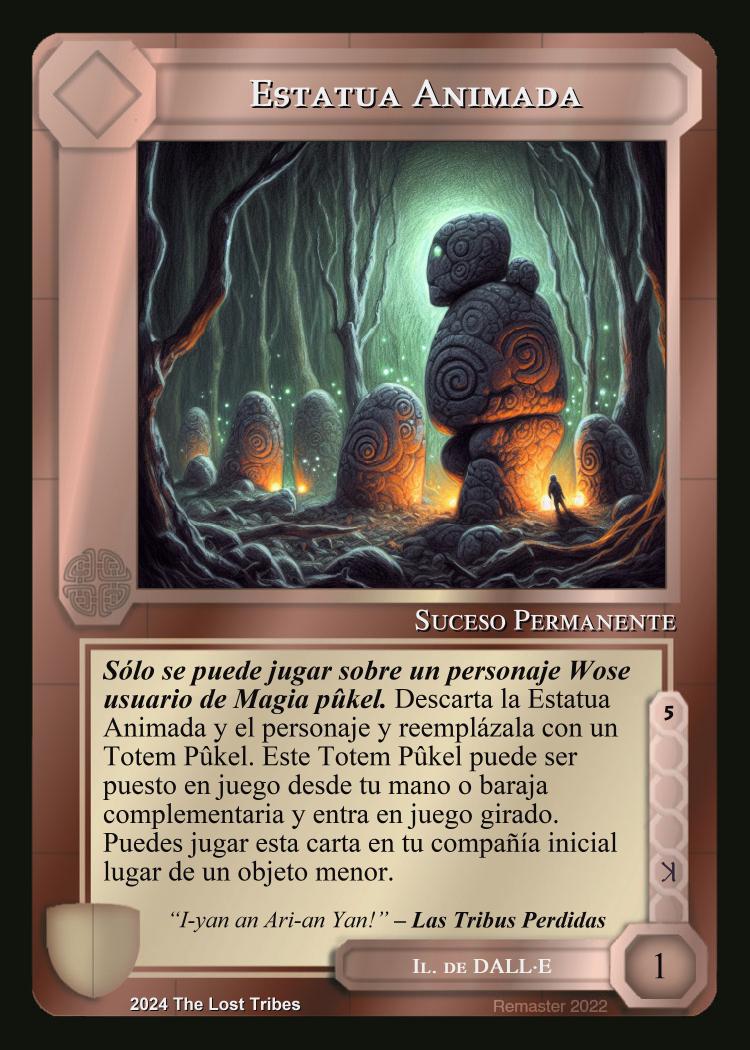 Estatua Animada
Suceso Permanente
Sólo se puede jugar sobre un personaje Wose
usuario de Magia pûkel. Descarta la Estatua
Animada y el personaje y reemplázala con un
Totem Pûkel. Este Totem Pûkel puede ser
puesto en juego desde tu mano o baraja
complementaria y entra en juego girado.
Puedes jugar esta carta en tu compañía inicial
lugar de un objeto menor.
5
“I-yan an Ari-an Yan!” – Las Tribus Perdidas
Il. de DALL·E
1
2024 The Lost Tribes
Remaster 2022